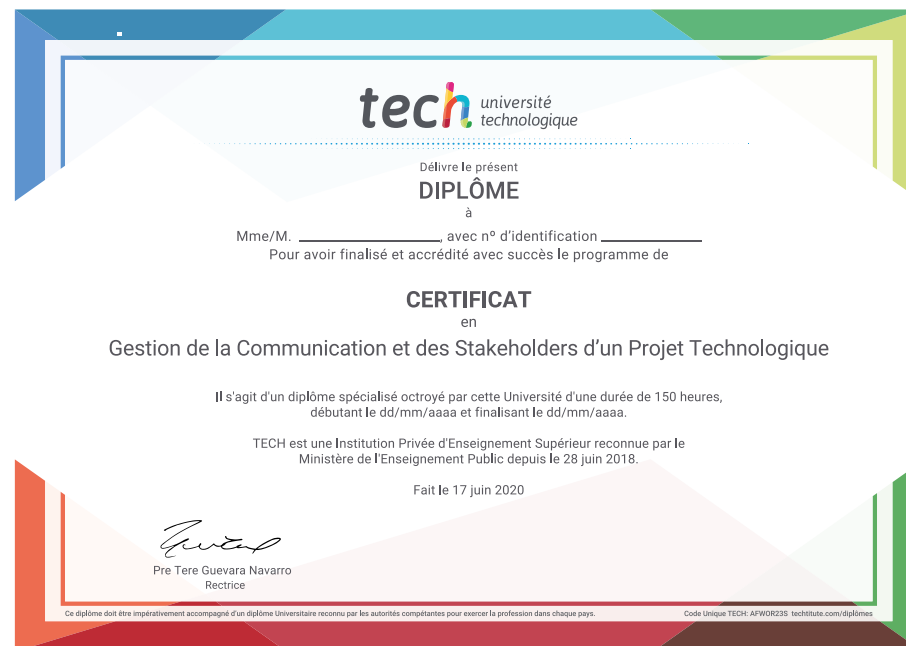 tech université
technologique
Délivre le présent
DIPLÔME
à
Mme/M. ____________________, avec nº d'identification ______________
Pour avoir finalisé et accrédité avec succès le programme de
CERTIFICAT
en
Gestion de la Communication et des Stakeholders d'un Projet Technologique
Il s'agit d'un diplôme spécialisé octroyé par cette Université d'une durée de 150 heures,
débutant le dd/mm/aaaa et finalisant le dd/mm/aaaa.
TECH est une Institution Privée d'Enseignement Supérieur reconnue par le
Ministère de l'Enseignement Public depuis le 28 juin 2018.
Fait le 17 juin 2020
Pre Tere Guevara Navarro
Rectrice
Ce diplôme doit être impérativement accompagné d'un diplôme Universitaire reconnu par les autorités compétantes pour exercer la profession dans chaque pays. Code Unique TECH: AFWOR23S techtitute.com/diplômes